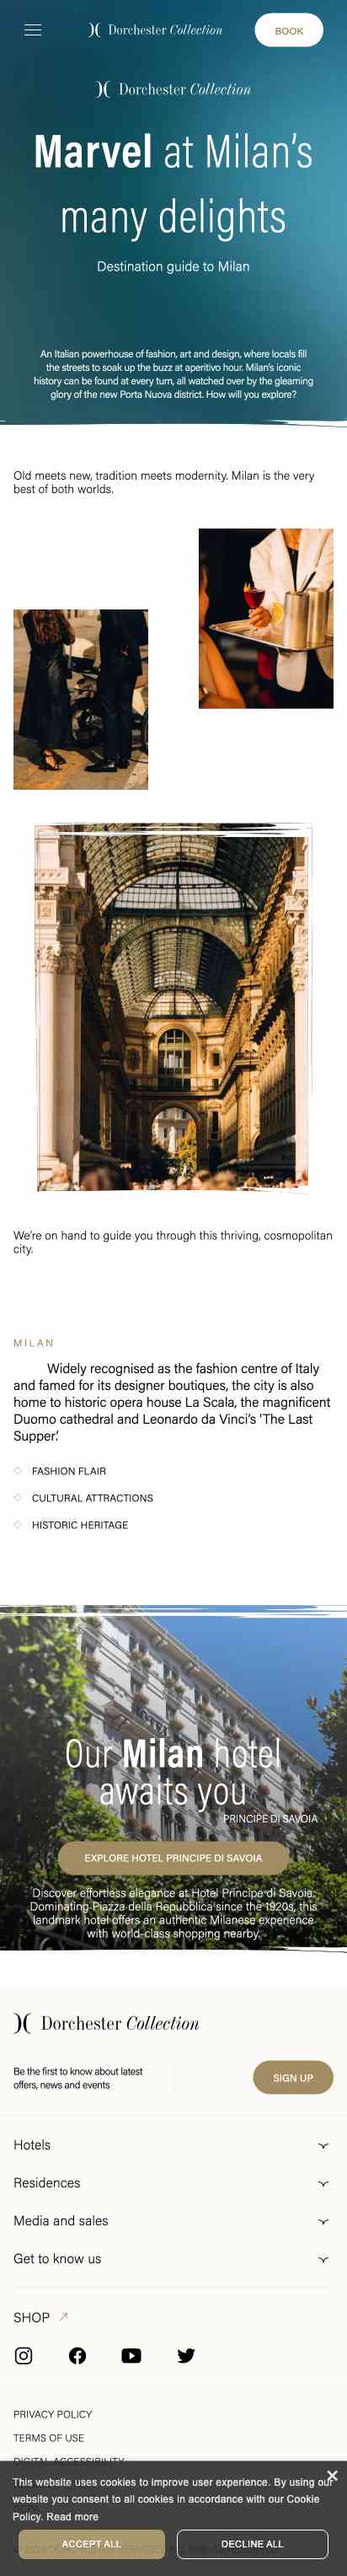 Dorchester Collection
BOOK
Dorchester Collection
Marvel at Milan's
many delights
Destination guide to Milan
An Italian powerhouse of fashion, art and design, where locals fill
the streets to soak up the buzz at aperitivo hour. Milan's iconic
history can be found at every turn, all watched over by the gleaming
glory of the new Porta Nuova district. How will you explore?
Old meets new, tradition meets modernity. Milan is the very
best of both worlds.
We're on hand to guide you through this thriving, cosmopolitan
city.
MILAN
Widely recognised as the fashion centre of Italy
and famed for its designer boutiques, the city is also
home to historic opera house La Scala, the magnificent
Duomo cathedral and Leonardo da Vinci's 'The Last
Supper'.
FASHION FLAIR
CULTURAL ATTRACTIONS
HISTORIC HERITAGE
Our Milan hotel
awaits you
PRINCIPE DI SAVOIA
EXPLORE HOTEL PRINCIPE DI SAVOIA
Discover effortless elegance at Hotel Principe di Savoia.
Dominating Piazza della Repubblica since the 1920s, this
landmark hotel offers an authentic Milanese experience
with world-class shopping nearby.
Dorchester Collection
Be the first to know about latest
offers, news and events
SIGN UP
Hotels
Residences
Media and sales
Get to know us
SHOP
PRIVACY POLICY
TERMS OF USE
DIGITAL ACCESSIBILITY
This website uses cookies to improve user experience. By using our
website you consent to all cookies in accordance with our Cookie
Policy. Read more
ACCEPT ALL
DECLINE ALL